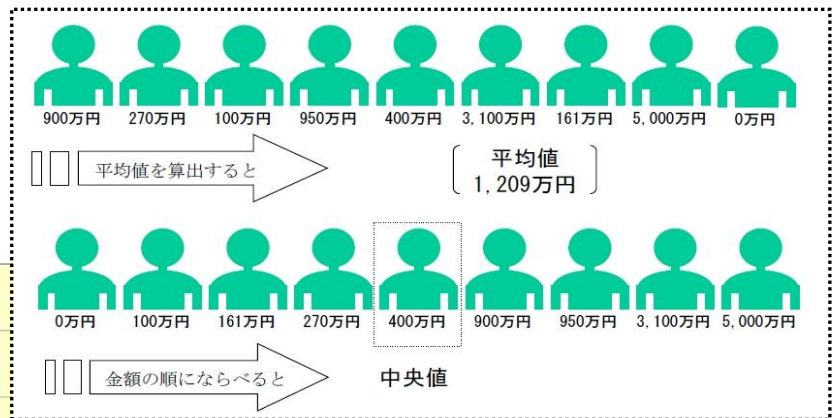 900万円 270万円 100万円 950万円 400万円 3,100万円 161万円 5,000万円 0万円
平均値を算出すると
平均値
1,209万円
0万円 100万円 161万円 270万円 400万円 900万円 950万円 3,100万円 5,000万円
金額の順にならべると
中央値